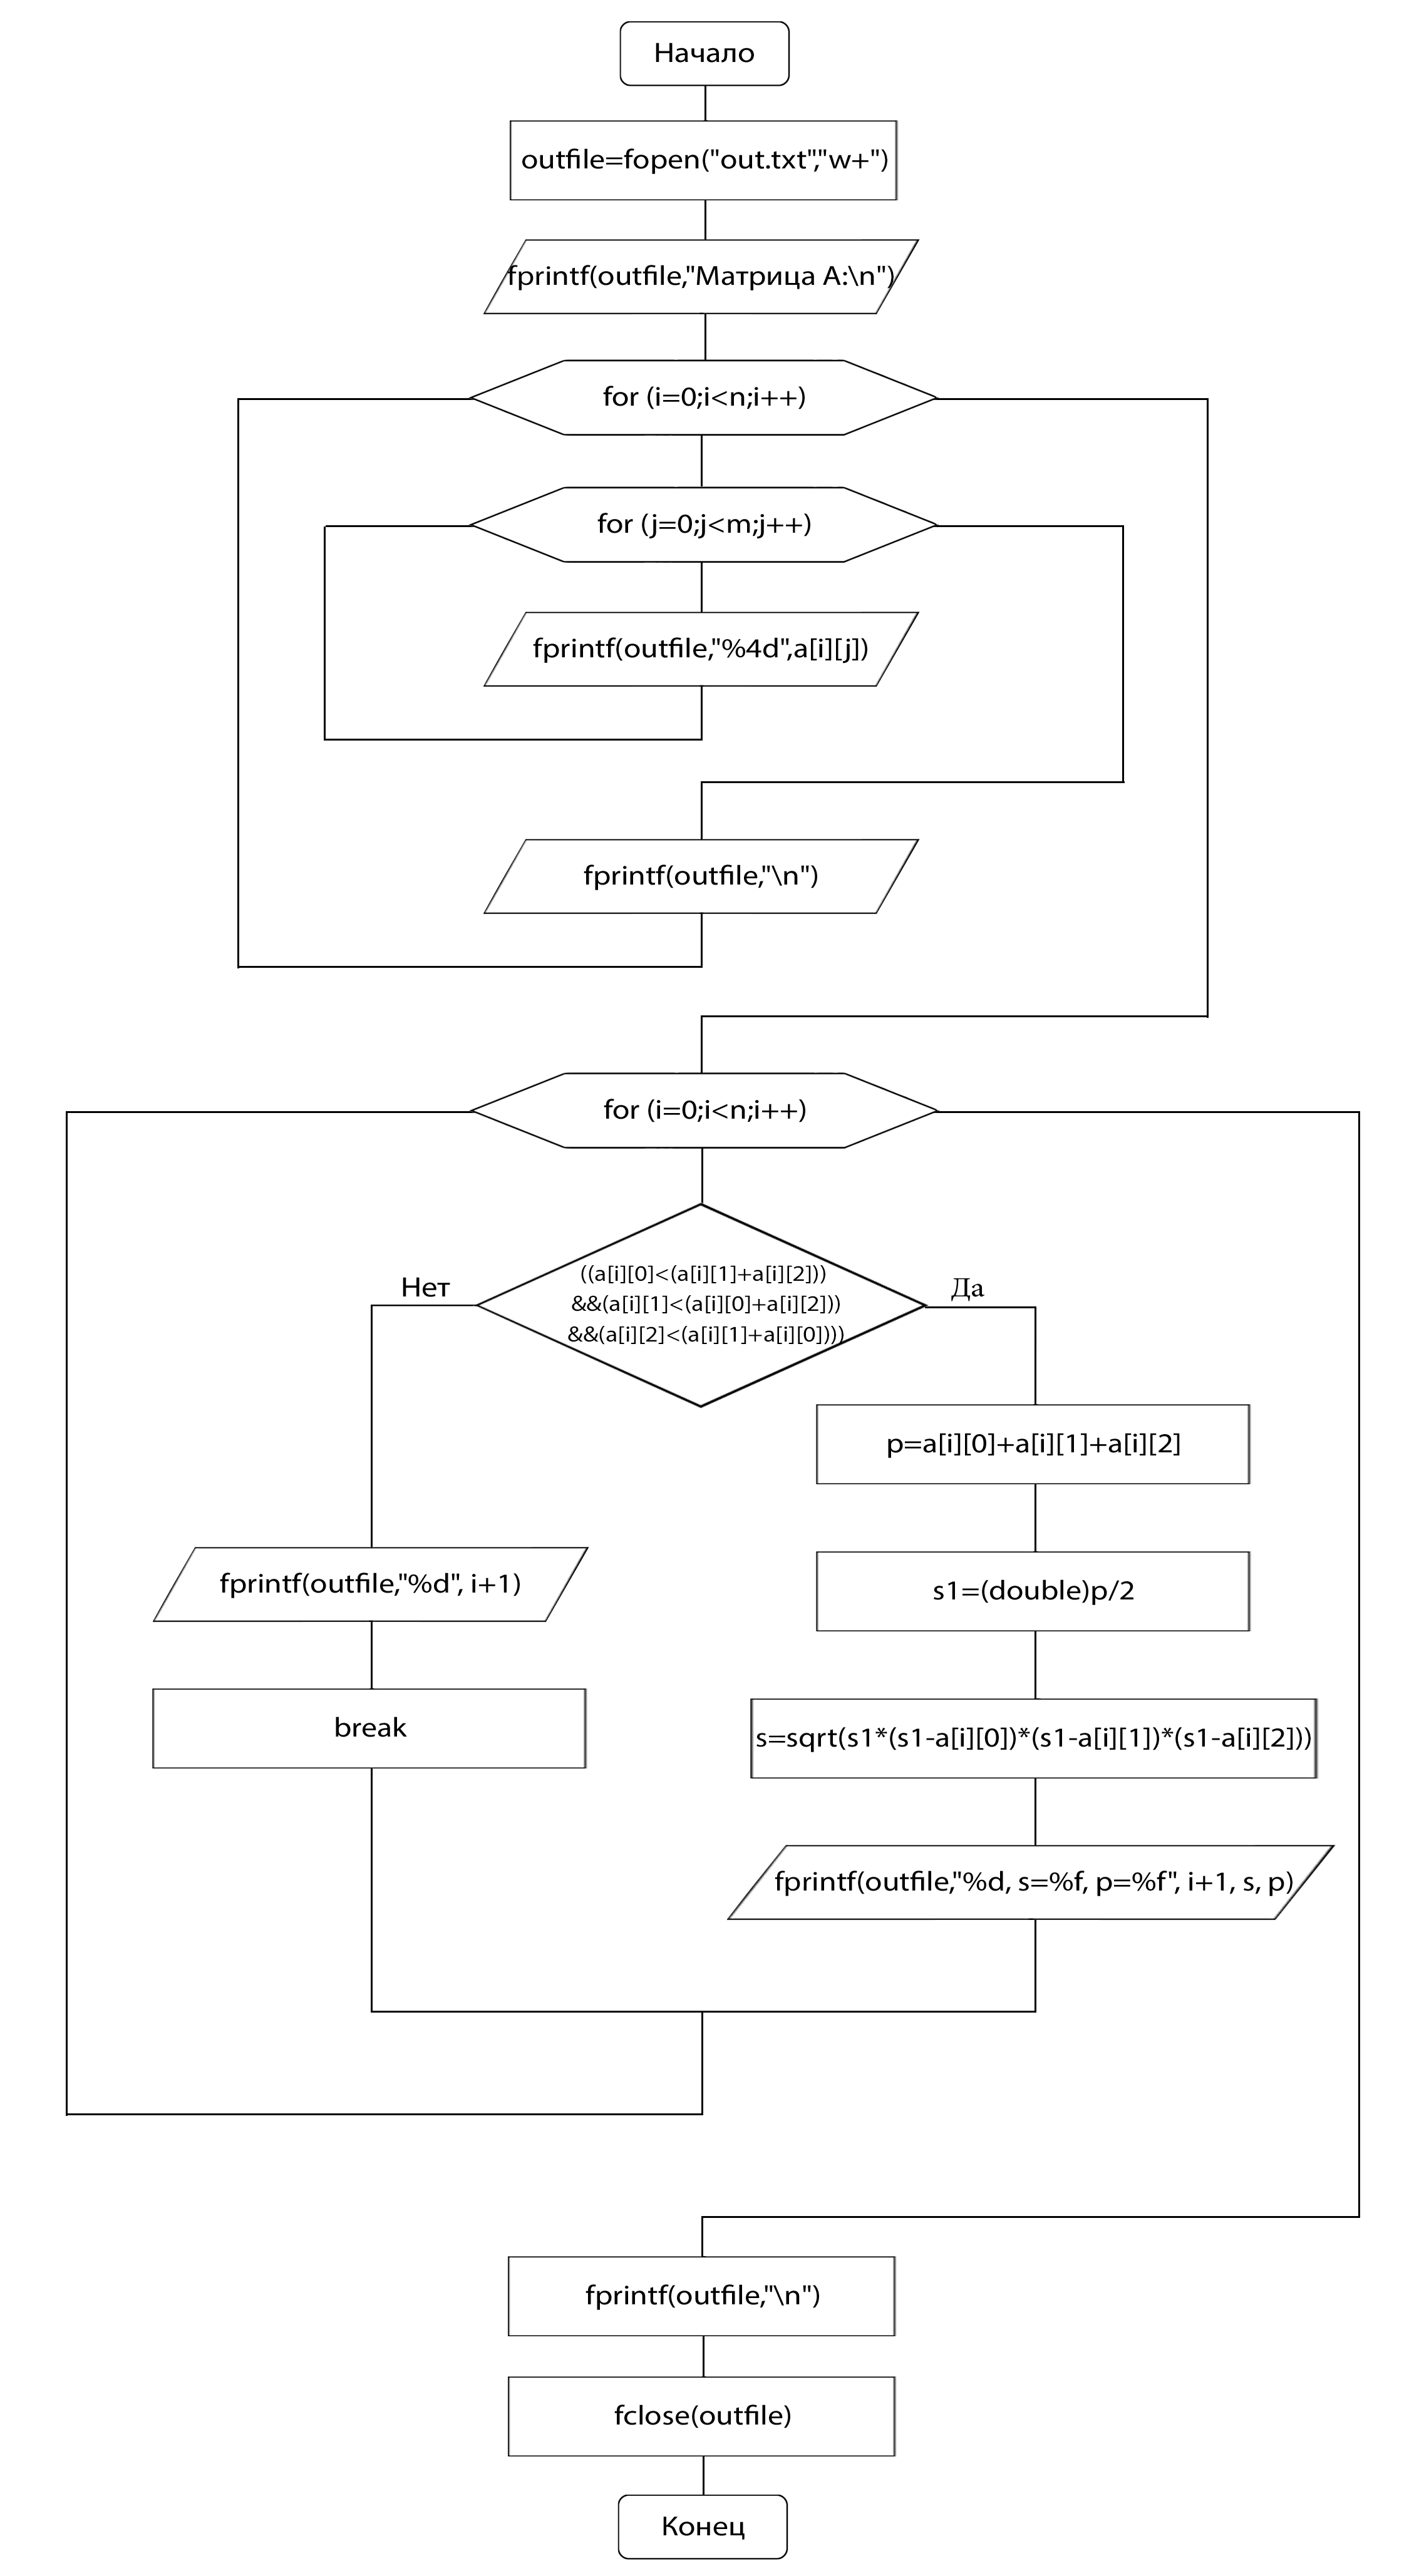 Начало
outfile=fopen("out.txt","w+")
fprintf(outfile,"Матрица А:\n")
for (i=0;i<n;i++)
for (j=0;j<m;j++)
fprintf(outfile,"%4d",a[i][j])
fprintf(outfile,"\n")
for (i=0;i<n;i++)
((a[i][0]<(a[i][1]+a[i][2]))
&&(a[i][1]<(a[i][0]+a[i][2]))
&&(a[i][2]<(a[i][1]+a[i][0])))
Нет
Да
p=a[i][0]+a[i][1]+a[i][2]
s1=(double)p/2
s=sqrt(s1*(s1-a[i][0])*(s1-a[i][1])*(s1-a[i][2]))
fprintf(outfile,"%d, s=%f, p=%f", i+1, s, p)
fprintf(outfile,"%d", i+1)
break
fprintf(outfile,"\n")
fclose(outfile)
Конец